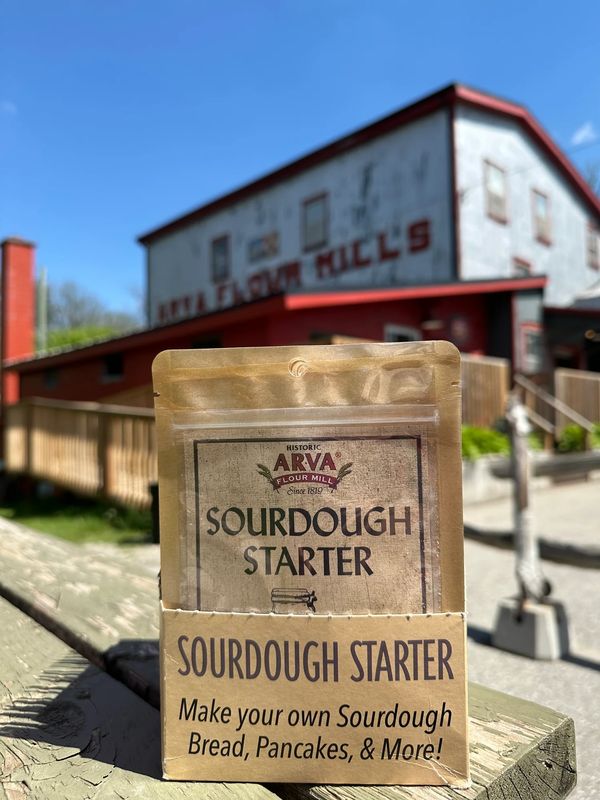 ARVA FLOUR MILLS
HISTORIC
ARVA®
FLOUR MILL
Since 1819
SOURDOUGH
STARTER
SOURDOUGH STARTER
Make your own Sourdough
Bread, Pancakes, & More!